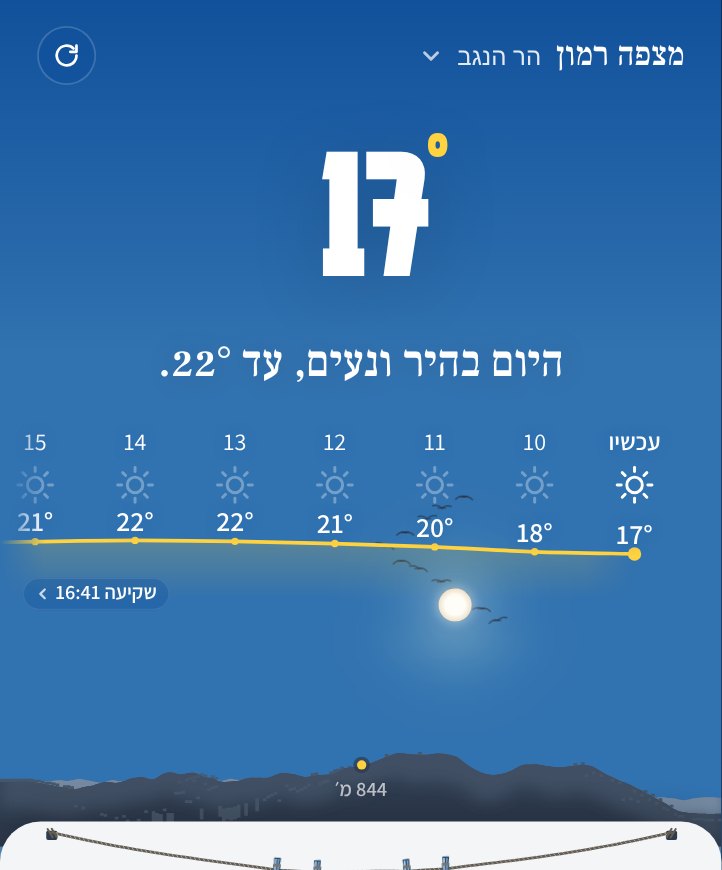 מצפה רמון הר הנגב
17°
היום בהיר ונעים, עד 22°.
עכשיו 10 11 12 13 14 15
17° 18° 20° 21° 22° 22° 21°
שקיעה 16:41
844 מ׳